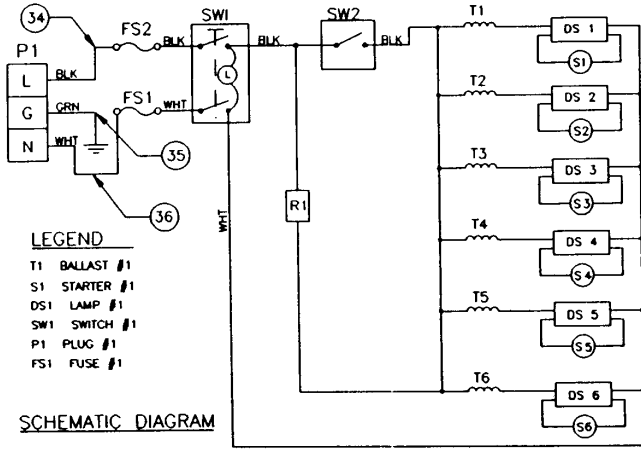 34
FS2
SW1
BLK
BLK
SW2
BLK
T1
DS 1
S1
P1
L
BLK
L
G
GRN
FS1
WHT
T2
DS 2
S2
N
WHT
35
T3
DS 3
S3
36
R1
WHT
T4
DS 4
S4
LEGEND
T1 BALLAST #1
S1 STARTER #1
DS1 LAMP #1
SW1 SWITCH #1
P1 PLUG #1
FS1 FUSE #1
T5
DS 5
S5
T6
DS 6
S6
SCHEMATIC DIAGRAM